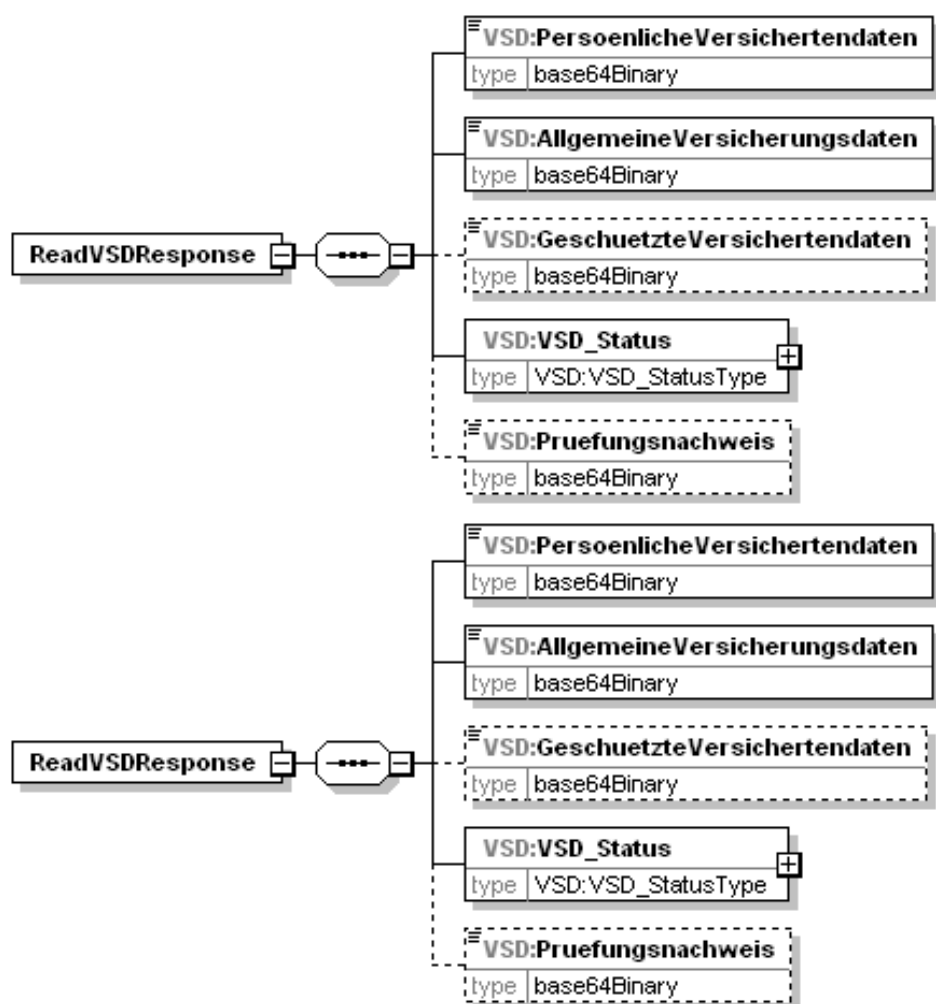 VSD:PersoenlicheVersichertendaten
type base64Binary
VSD:AllgemeineVersicherungsdaten
type base64Binary
ReadVSDResponse
VSD:GeschuetzteVersichertendaten
type base64Binary
VSD:VSD_Status
type VSD:VSD_StatusType
VSD:Pruefungsnachweis
type base64Binary
VSD:PersoenlicheVersichertendaten
type base64Binary
VSD:AllgemeineVersicherungsdaten
type base64Binary
ReadVSDResponse
VSD:GeschuetzteVersichertendaten
type base64Binary
VSD:VSD_Status
type VSD:VSD_StatusType
VSD:Pruefungsnachweis
type base64Binary